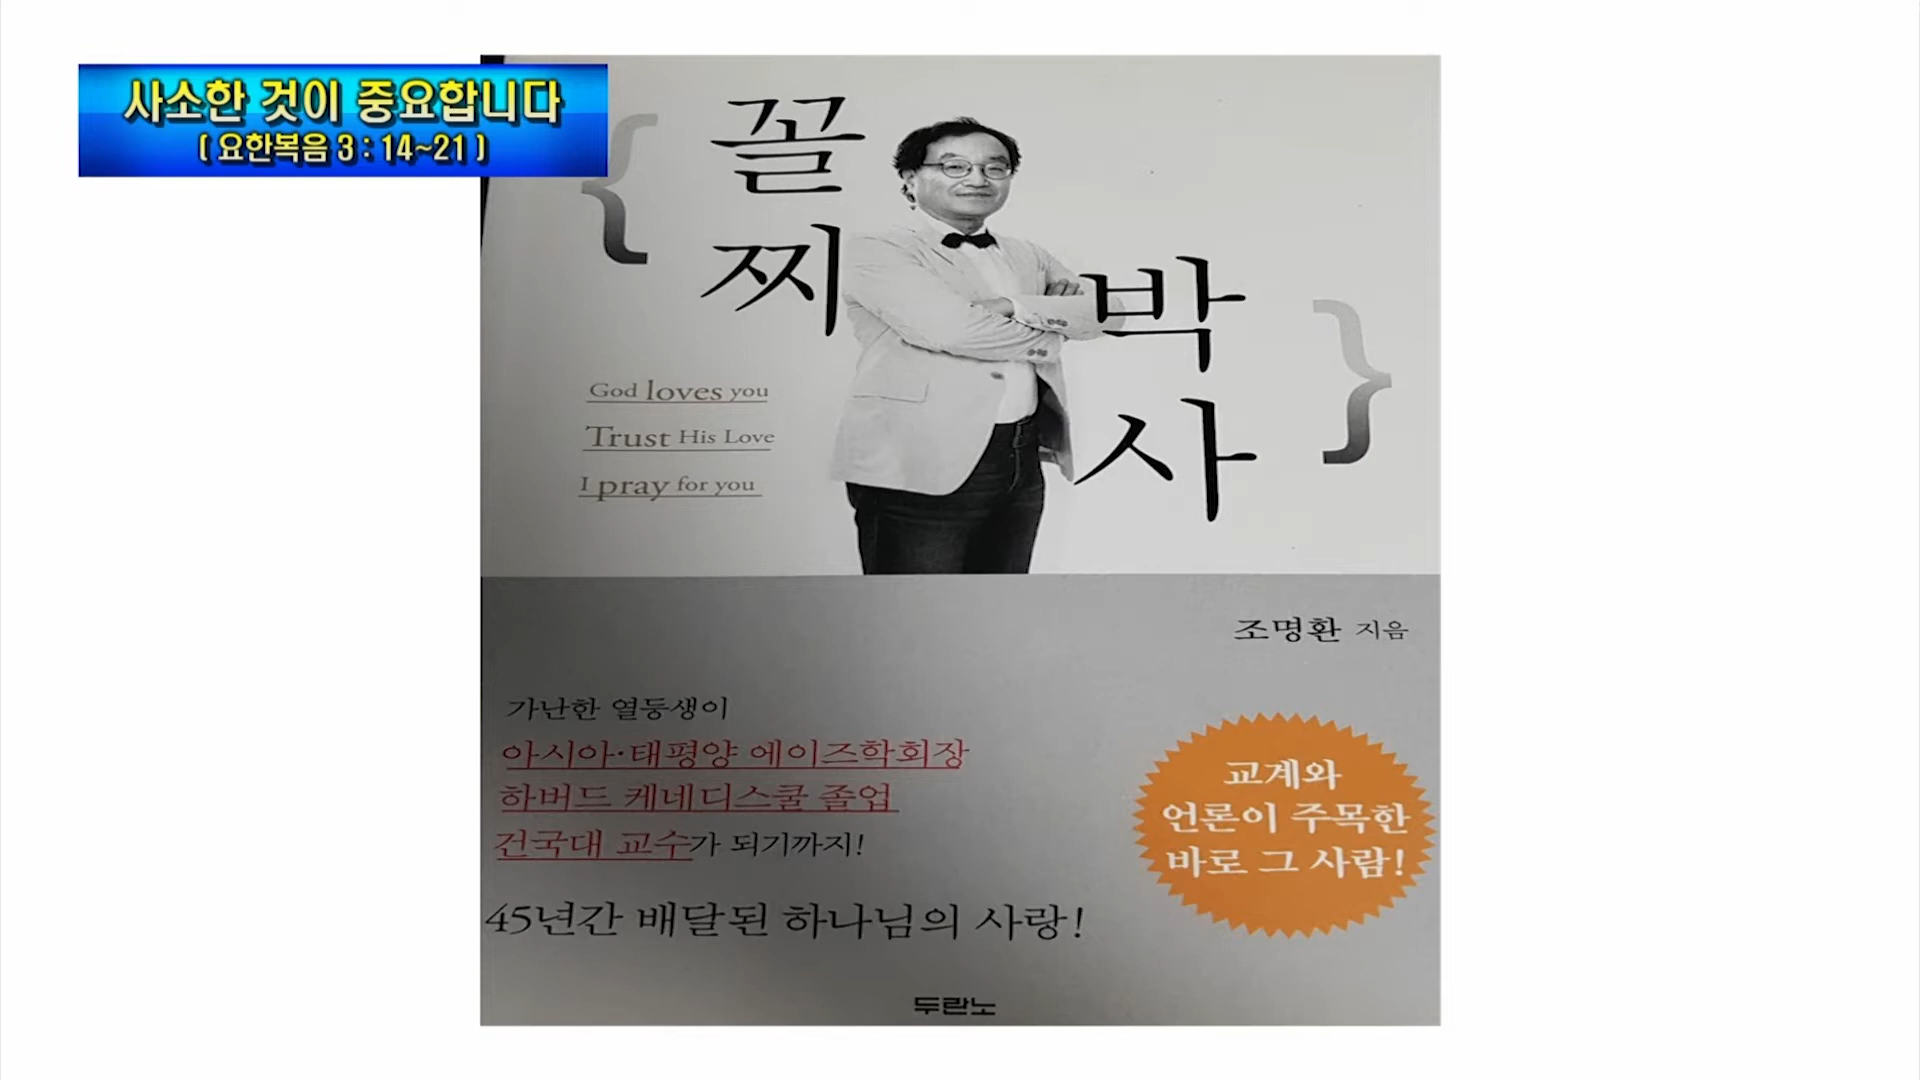 사소한 것이 중요합니다
( 요한복음 3 : 14~21 )
{ 꼴찌 박사 }
God loves you
Trust His Love
I pray for you
조명환 지음
가난한 열등생이
아시아·태평양 에이즈학회장
하버드 케네디스쿨 졸업
건국대 교수가 되기까지!
45년간 배달된 하나님의 사랑!
교계와
언론이 주목한
바로 그 사람!
두란노